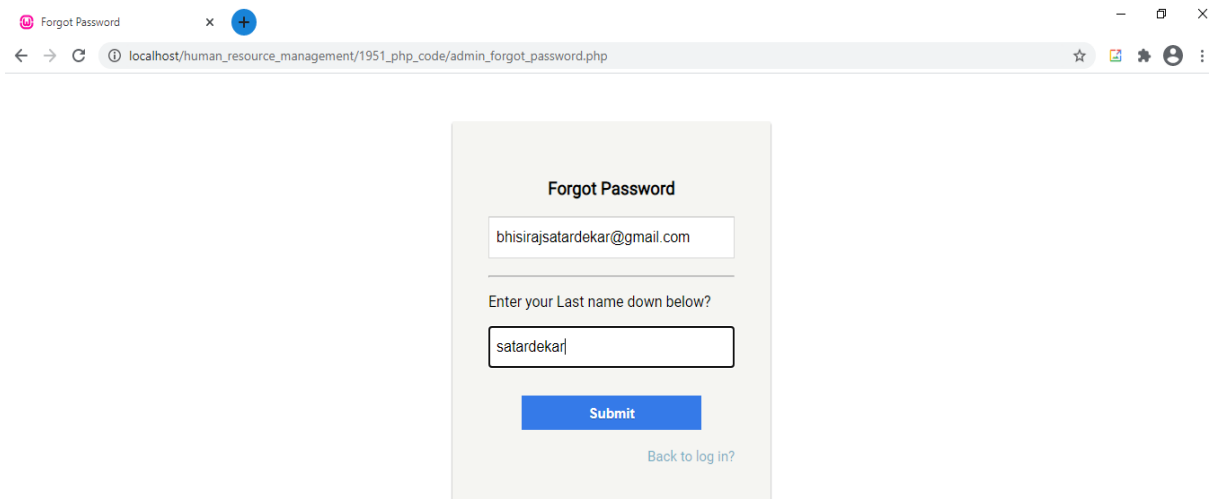 Forgot Password
localhost/human_resource_management/1951_php_code/admin_forgot_password.php
Forgot Password
bhisirajsatardekar@gmail.com
Enter your Last name down below?
satardekar
Submit
Back to log in?